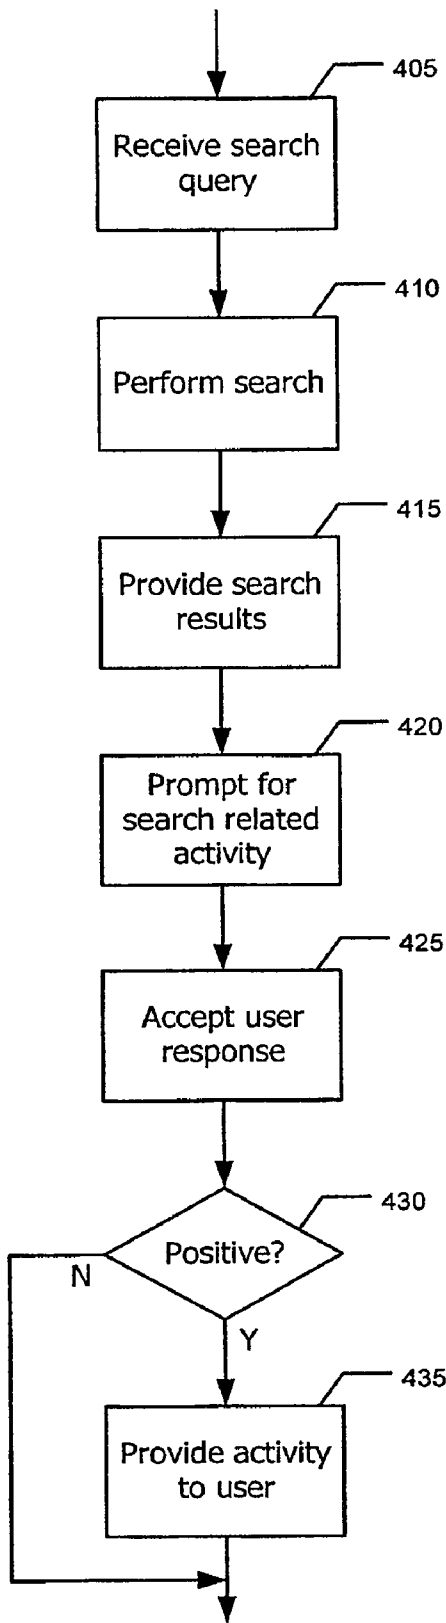 405
Receive search
query
410
Perform search
415
Provide search
results
420
Prompt for
search related
activity
425
Accept user
response
430
Positive?
N
Y
435
Provide activity
to user